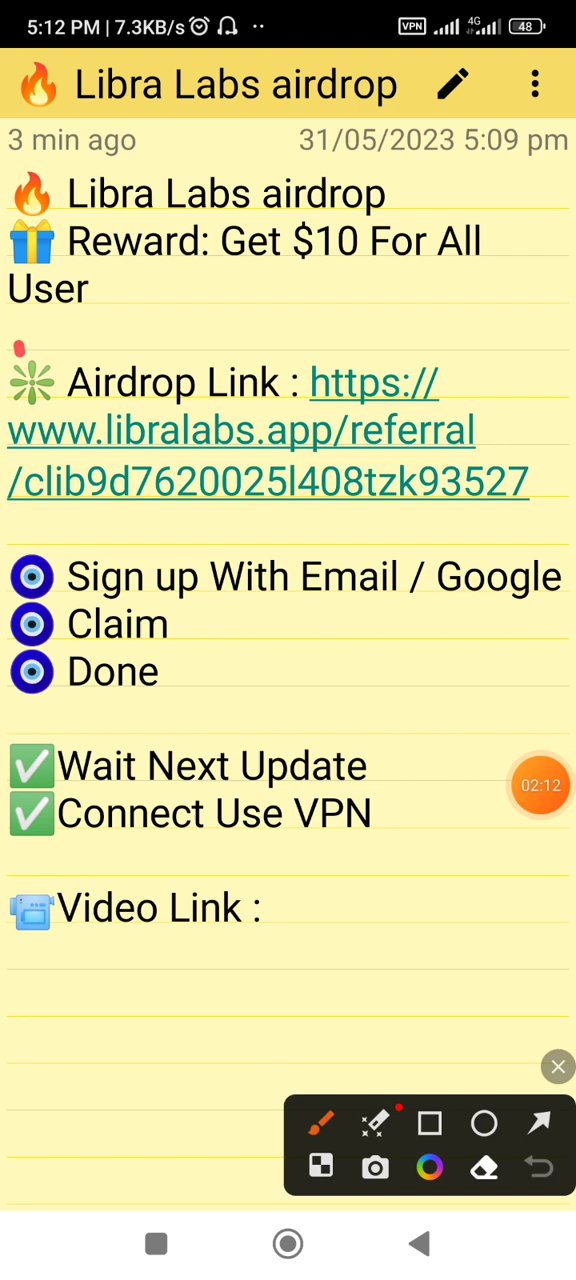 5:12 PM | 7.3KB/s VPN 4G 48
🔥 Libra Labs airdrop
3 min ago 31/05/2023 5:09 pm
🔥 Libra Labs airdrop
🎁 Reward: Get $10 For All
User
❇️ Airdrop Link : https://
www.libralabs.app/referral
/clib9d7620025l408tzk93527
🧿 Sign up With Email / Google
🧿 Claim
🧿 Done
✅Wait Next Update
✅Connect Use VPN
02:12
📹Video Link :